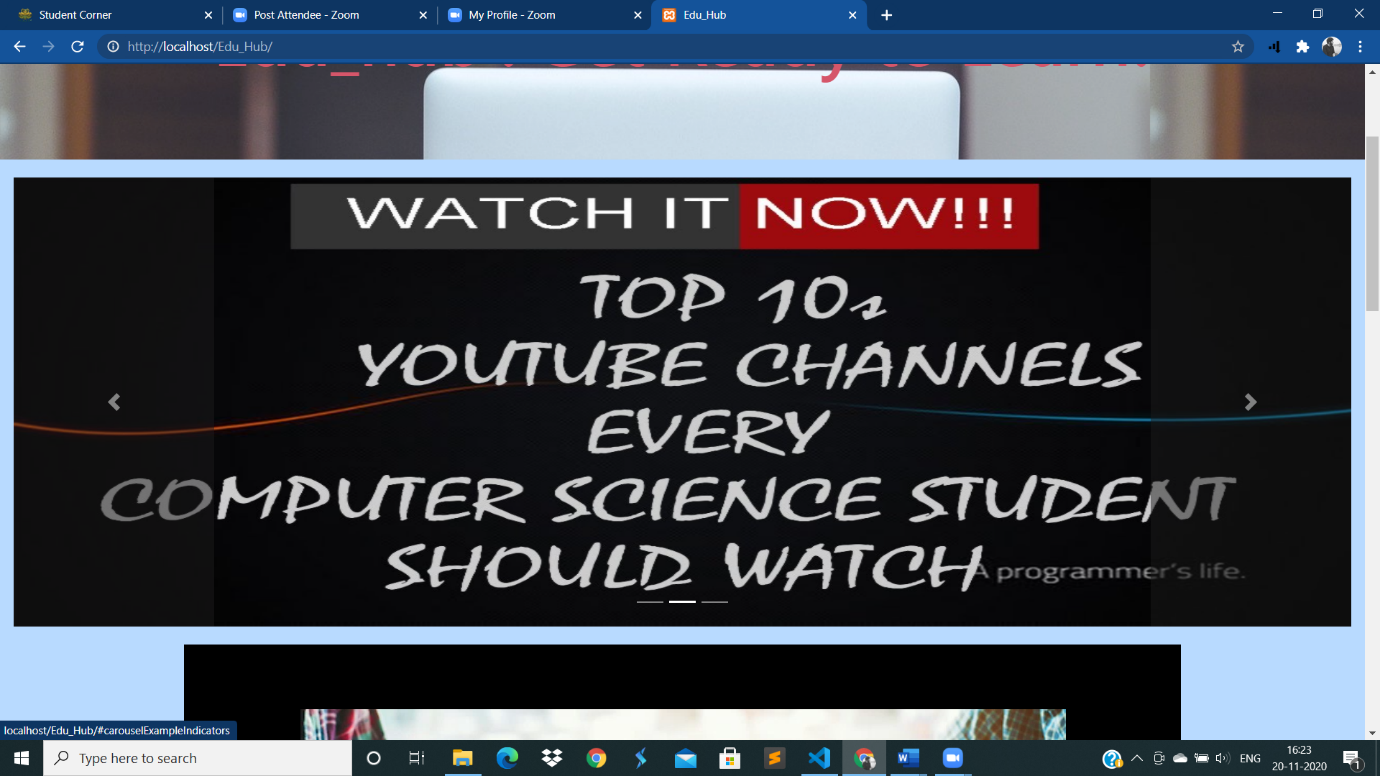 Student Corner
Post Attendee - Zoom
My Profile - Zoom
Edu_Hub
http://localhost/Edu_Hub/
WATCH IT NOW!!!
TOP 10s
YOUTUBE CHANNELS
EVERY
COMPUTER SCIENCE STUDENT
SHOULD WATCH
A programmer's life.
localhost/Edu_Hub/#carouselExampleIndicators
Type here to search
ENG
16:23
20-11-2020
1